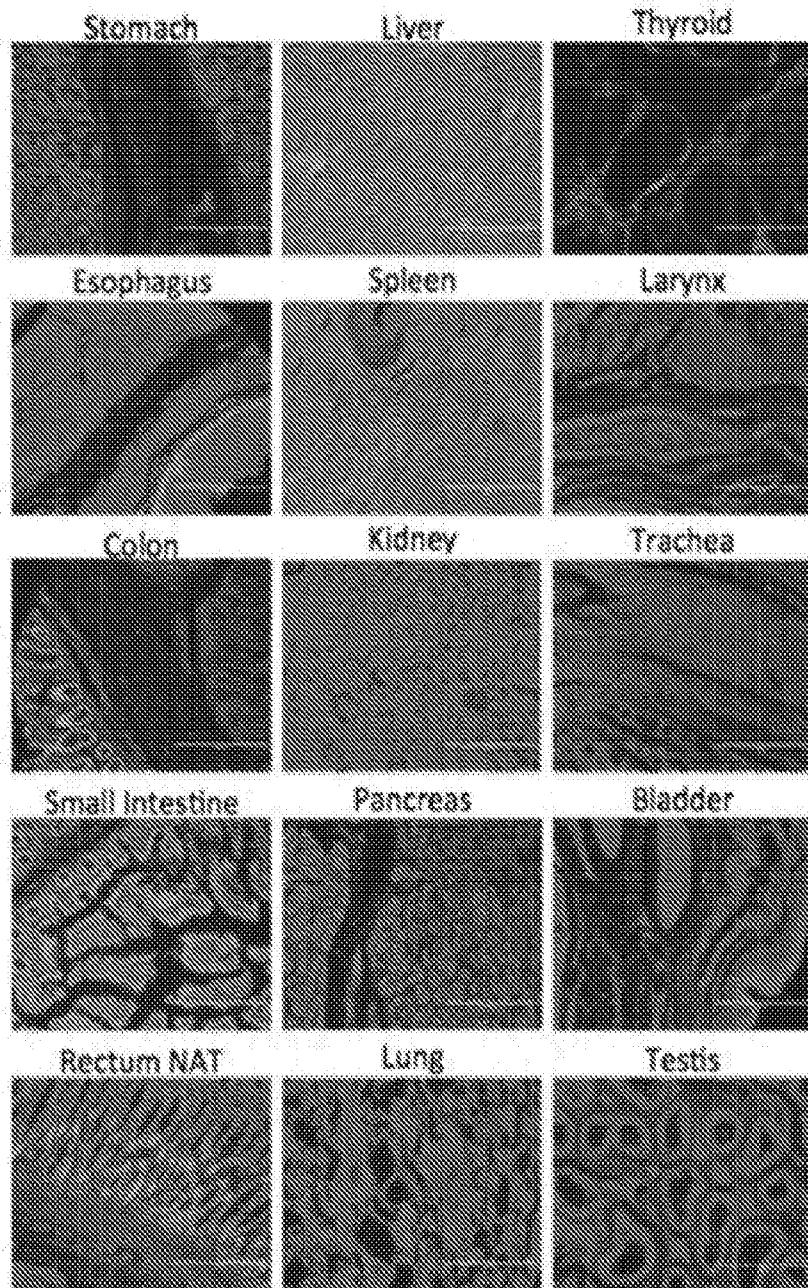 Stomach
Liver
Thyroid
Esophagus
Spleen
Larynx
Colon
Kidney
Trachea
Small Intestine
Pancreas
Bladder
Rectum NAT
Lung
Testis